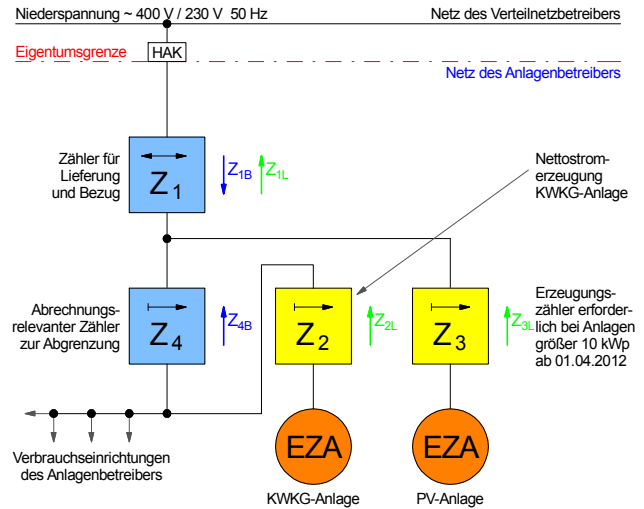 Niederspannung ~ 400 V / 230 V 50 Hz
Netz des Verteilnetzbetreibers
Eigentumsgrenze
HAK
Netz des Anlagenbetreibers
Zähler für
Lieferung
und Bezug
Z1
Z1B
Z1L
Nettostrom-
erzeugung
KWKG-Anlage
Abrechnungs-
relevanter Zähler
zur Abgrenzung
Z4
Z4B
Z2
Z2L
Z3
Z3L
Erzeugungs-
zähler erforder-
lich bei Anlagen
größer 10 kWp
ab 01.04.2012
Verbrauchseinrichtungen
des Anlagenbetreibers
EZA
KWKG-Anlage
EZA
PV-Anlage